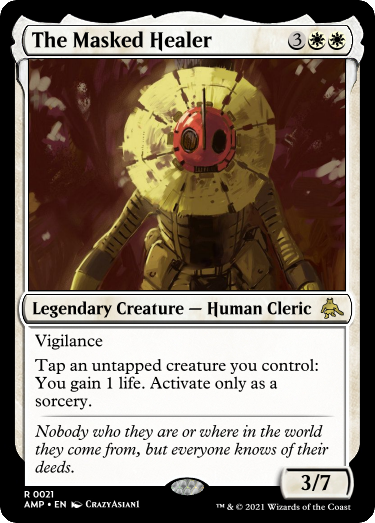 The Masked Healer 3
Legendary Creature — Human Cleric
Vigilance
Tap an untapped creature you control:
You gain 1 life. Activate only as a
sorcery.
Nobody who they are or where in the world
they come from, but everyone knows of their
deeds.
3/7
R 0021
AMP • EN CrazyAsian1
™ & © 2021 Wizards of the Coast